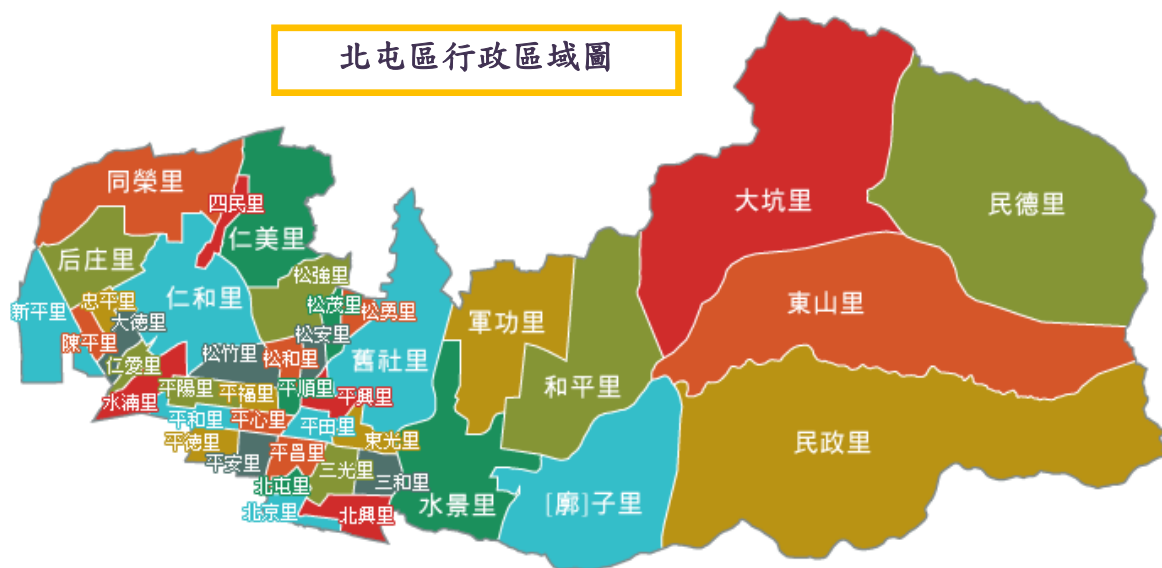 北屯區行政區域圖
同榮里
四民里
仁美里
大坑里
民德里
后庄里
松強里
新平里
忠平里
仁和里
大德里
松茂里
松勇里
東山里
陳平里
松安里
軍功里
仁愛里
松竹里
松和里
舊社里
和平里
水湳里
平陽里
平福里
平順里
平興里
平和里
平心里
平田里
平德里
東光里
民政里
平安里
平昌里
三光里
三和里
北屯里
水景里
[廓]子里
北京里
北興里